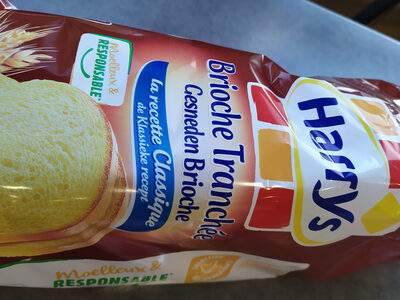 Harrys
Brioche Tranchée
Gesneden Brioche
la recette Classique
de Klassieke recept
Moelleux &
RESPONSABLE*
Moelleux &
RESPONSABLE*